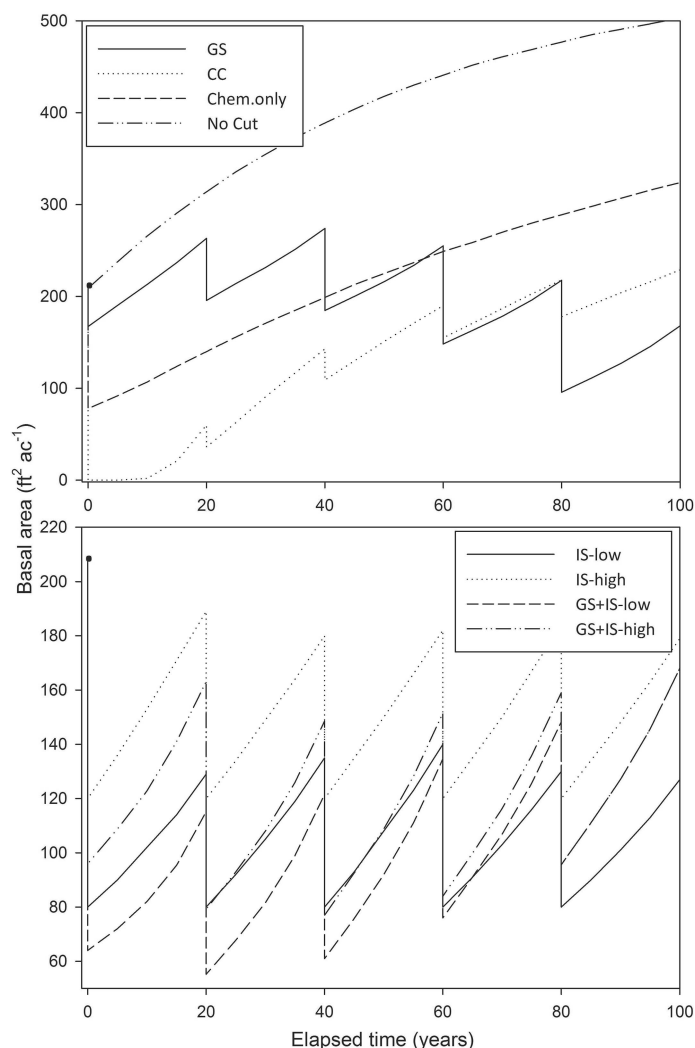 500
400
300
200
100
0
GS
CC
Chem.only
No Cut
0 20 40 60 80 100
Basal area (ft² ac⁻¹)
220
200
180
160
140
120
100
80
60
IS-low
IS-high
GS+IS-low
GS+IS-high
0 20 40 60 80 100
Elapsed time (years)